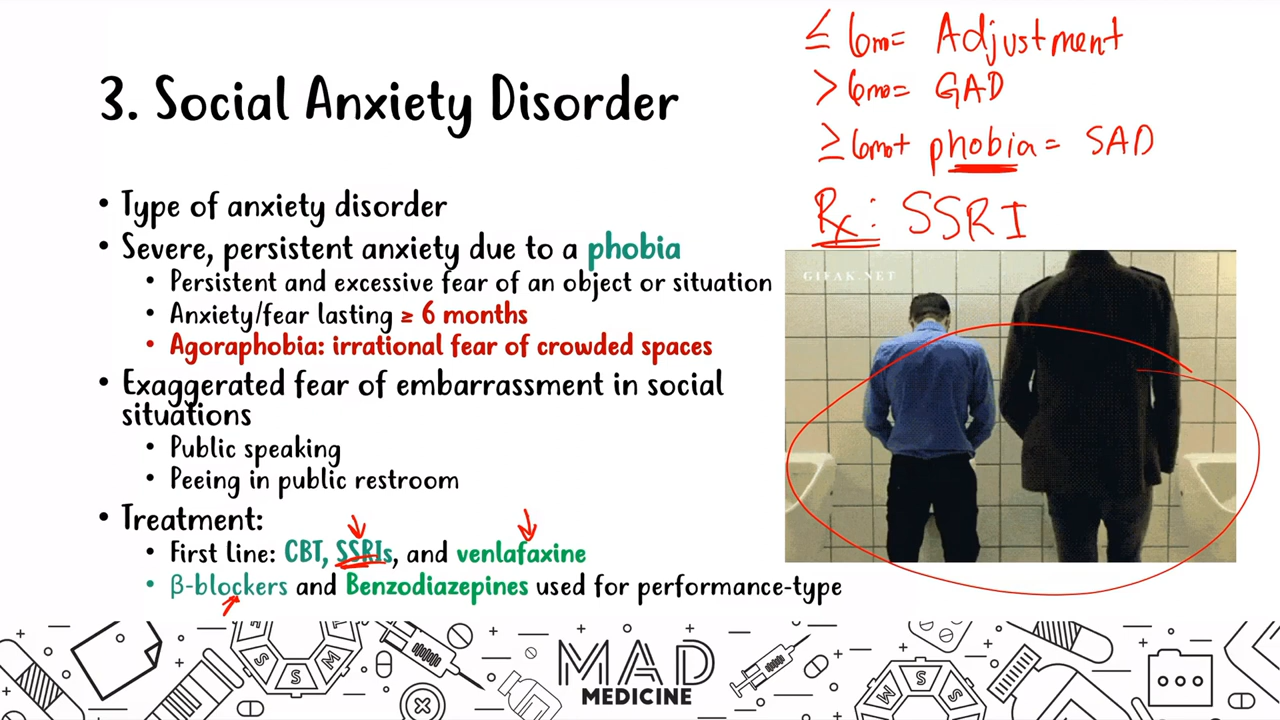 3. Social Anxiety Disorder
• Type of anxiety disorder
• Severe, persistent anxiety due to a phobia
• Persistent and excessive fear of an object or situation
• Anxiety/fear lasting ≥ 6 months
• Agoraphobia: irrational fear of crowded spaces
• Exaggerated fear of embarrassment in social
situations
• Public speaking
• Peeing in public restroom
• Treatment:
• First line: CBT, SSRIs, and venlafaxine
• β-blockers and Benzodiazepines used for performance-type
≤ 6mo = Adjustment
> 6mo = GAD
≥ 6mo + phobia = SAD
Rx: SSRI
GIFAK.NET
S S M
MAD
MEDICINE
M S S